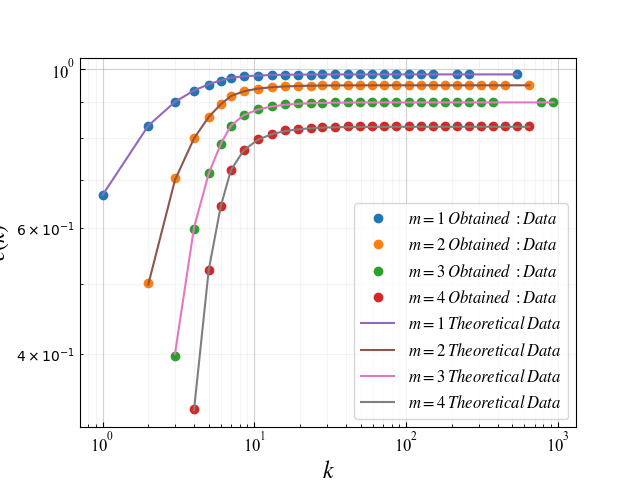 10⁰
6 × 10⁻¹
4 × 10⁻¹
m = 1 Obtained : Data
m = 2 Obtained : Data
m = 3 Obtained : Data
m = 4 Obtained : Data
m = 1 Theoretical Data
m = 2 Theoretical Data
m = 3 Theoretical Data
m = 4 Theoretical Data
10⁰ 10¹ 10² 10³
k